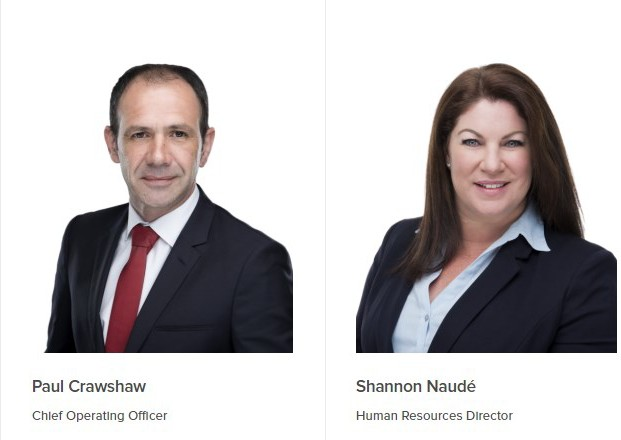 Paul Crawshaw
Chief Operating Officer
Shannon Naudé
Human Resources Director